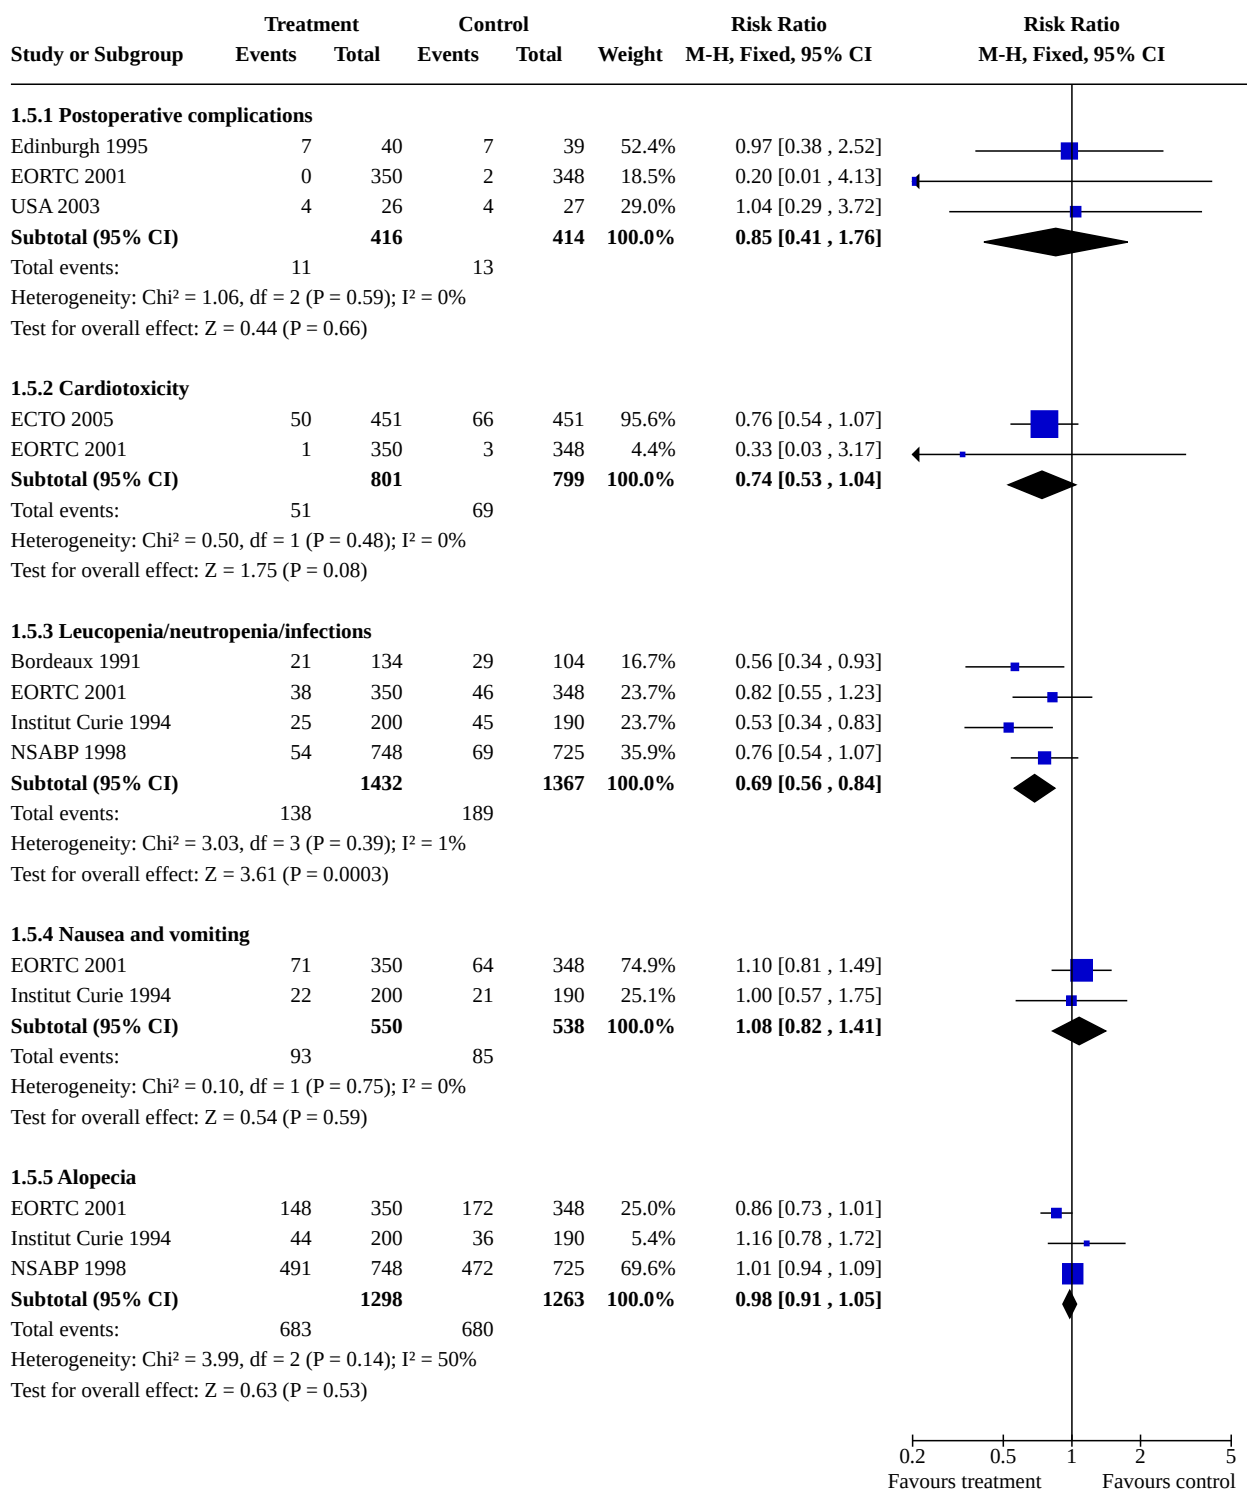 Treatment Control Risk Ratio Risk Ratio
Study or Subgroup Events Total Events Total Weight M-H, Fixed, 95% CI M-H, Fixed, 95% CI
1.5.1 Postoperative complications
Edinburgh 1995 7 40 7 39 52.4% 0.97 [0.38 , 2.52]
EORTC 2001 0 350 2 348 18.5% 0.20 [0.01 , 4.13]
USA 2003 4 26 4 27 29.0% 1.04 [0.29 , 3.72]
Subtotal (95% CI) 416 414 100.0% 0.85 [0.41 , 1.76]
Total events: 11 13
Heterogeneity: Chi² = 1.06, df = 2 (P = 0.59); I² = 0%
Test for overall effect: Z = 0.44 (P = 0.66)
1.5.2 Cardiotoxicity
ECTO 2005 50 451 66 451 95.6% 0.76 [0.54 , 1.07]
EORTC 2001 1 350 3 348 4.4% 0.33 [0.03 , 3.17]
Subtotal (95% CI) 801 799 100.0% 0.74 [0.53 , 1.04]
Total events: 51 69
Heterogeneity: Chi² = 0.50, df = 1 (P = 0.48); I² = 0%
Test for overall effect: Z = 1.75 (P = 0.08)
1.5.3 Leucopenia/neutropenia/infections
Bordeaux 1991 21 134 29 104 16.7% 0.56 [0.34 , 0.93]
EORTC 2001 38 350 46 348 23.7% 0.82 [0.55 , 1.23]
Institut Curie 1994 25 200 45 190 23.7% 0.53 [0.34 , 0.83]
NSABP 1998 54 748 69 725 35.9% 0.76 [0.54 , 1.07]
Subtotal (95% CI) 1432 1367 100.0% 0.69 [0.56 , 0.84]
Total events: 138 189
Heterogeneity: Chi² = 3.03, df = 3 (P = 0.39); I² = 1%
Test for overall effect: Z = 3.61 (P = 0.0003)
1.5.4 Nausea and vomiting
EORTC 2001 71 350 64 348 74.9% 1.10 [0.81 , 1.49]
Institut Curie 1994 22 200 21 190 25.1% 1.00 [0.57 , 1.75]
Subtotal (95% CI) 550 538 100.0% 1.08 [0.82 , 1.41]
Total events: 93 85
Heterogeneity: Chi² = 0.10, df = 1 (P = 0.75); I² = 0%
Test for overall effect: Z = 0.54 (P = 0.59)
1.5.5 Alopecia
EORTC 2001 148 350 172 348 25.0% 0.86 [0.73 , 1.01]
Institut Curie 1994 44 200 36 190 5.4% 1.16 [0.78 , 1.72]
NSABP 1998 491 748 472 725 69.6% 1.01 [0.94 , 1.09]
Subtotal (95% CI) 1298 1263 100.0% 0.98 [0.91 , 1.05]
Total events: 683 680
Heterogeneity: Chi² = 3.99, df = 2 (P = 0.14); I² = 50%
Test for overall effect: Z = 0.63 (P = 0.53)
0.2 0.5 1 2 5
Favours treatment Favours control